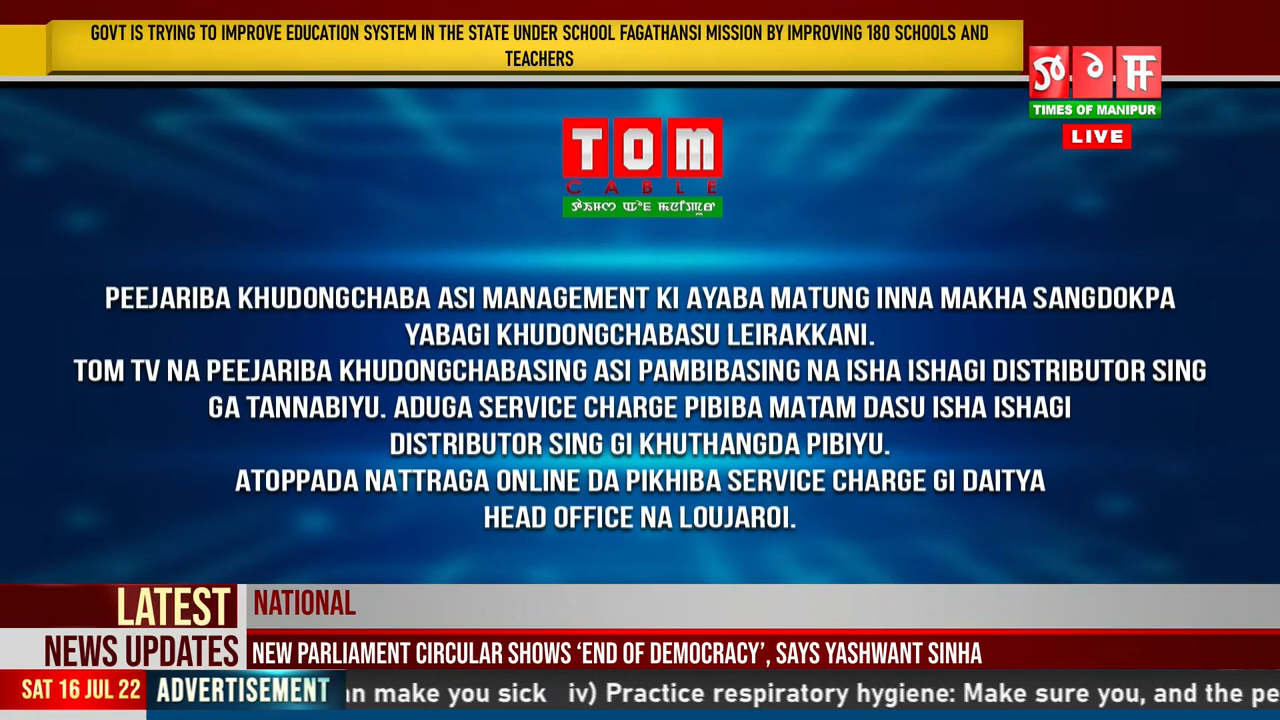 GOVT IS TRYING TO IMPROVE EDUCATION SYSTEM IN THE STATE UNDER SCHOOL FAGATHANSI MISSION BY IMPROVING 180 SCHOOLS AND
TEACHERS
TIMES OF MANIPUR
LIVE
TOM
CABLE
PEEJARIBA KHUDONGCHABA ASI MANAGEMENT KI AYABA MATUNG INNA MAKHA SANGDOKPA
YABAGI KHUDONGCHABASU LEIRAKKANI.
TOM TV NA PEEJARIBA KHUDONGCHABASING ASI PAMBIBASING NA ISHA ISHAGI DISTRIBUTOR SING
GA TANNABIYU. ADUGA SERVICE CHARGE PIBIBA MATAM DASU ISHA ISHAGI
DISTRIBUTOR SING GI KHUTHANGDA PIBIYU.
ATOPPADA NATTRAGA ONLINE DA PIKHIBA SERVICE CHARGE GI DAITYA
HEAD OFFICE NA LOUJAROI.
LATEST
NEWS UPDATES
NATIONAL
NEW PARLIAMENT CIRCULAR SHOWS ‘END OF DEMOCRACY’, SAYS YASHWANT SINHA
SAT 16 JUL 22
ADVERTISEMENT
an make you sick iv) Practice respiratory hygiene: Make sure you, and the pe